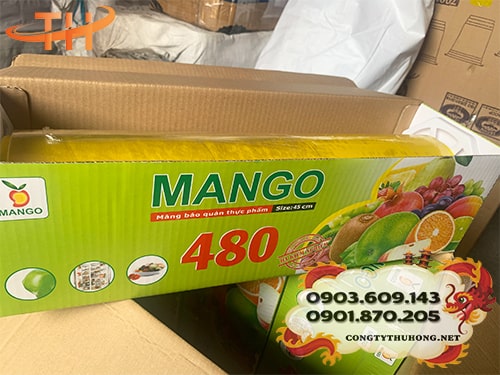 TH
MANGO
Màng bảo quản thực phẩm Size: 45 cm
480
MANGO
0903.609.143
0901.870.205
CONGTYTHUHONG.NET